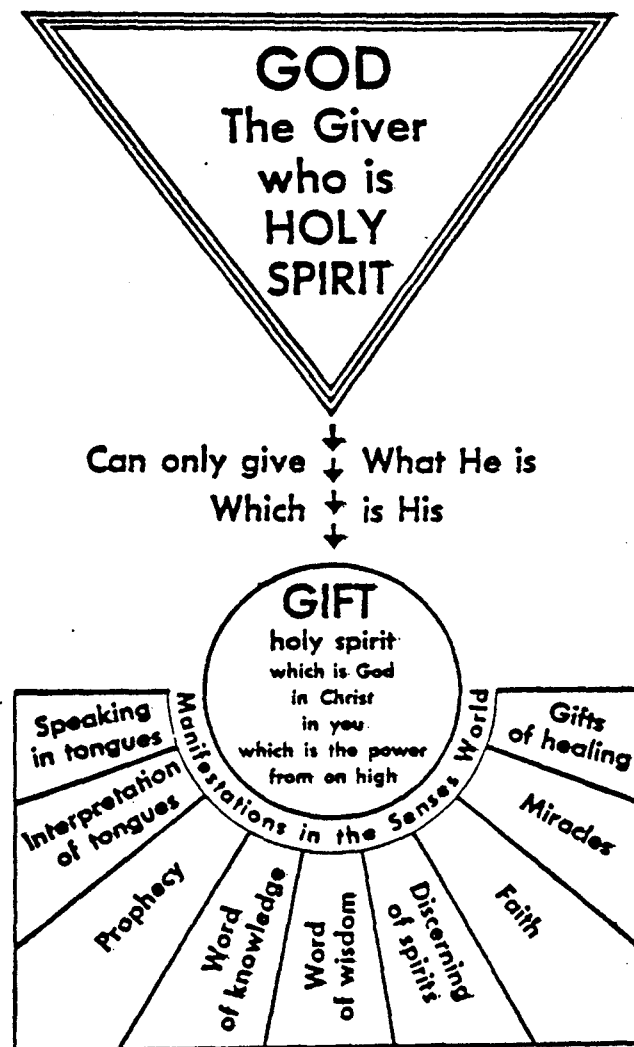 GOD
The Giver
who is
HOLY
SPIRIT
Can only give What He is
Which is His
GIFT
holy spirit
which is God
in Christ
in you
which is the power
from on high
Manifestations in the Senses World
Speaking
in tongues
Interpretation
of tongues
Prophecy
Word
of knowledge
Word
of wisdom
Discerning
of spirits
Faith
Miracles
Gifts
of healing